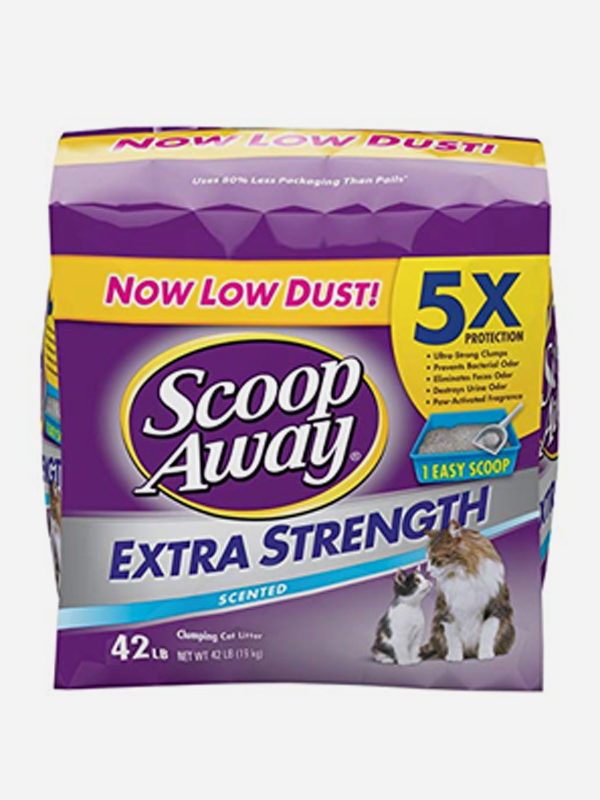 NOW LOW DUST!
Uses 80% Less Packaging Than Pails*
NOW LOW DUST!
5X
PROTECTION
• Ultra-Strong Clumps
• Prevents Bacterial Odor
• Eliminates Feces Odor
• Destroys Urine Odor
• Paw-Activated Fragrance
Scoop
Away®
1 EASY SCOOP
EXTRA STRENGTH
SCENTED
42 LB
Clumping Cat Litter
NET WT 42 LB (19 kg)